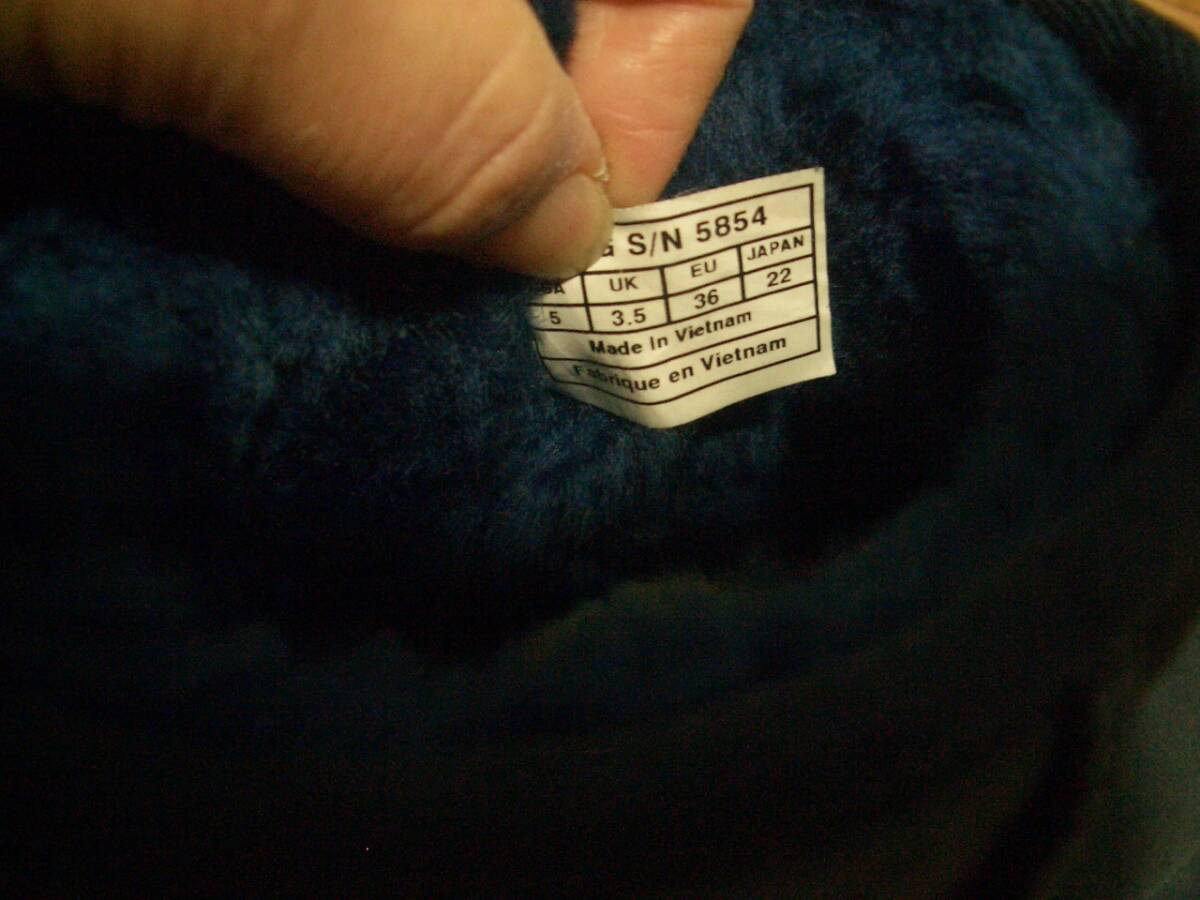 G S/N 5854
UK EU JAPAN
5 3.5 36 22
Made In Vietnam
Fabrique en Vietnam